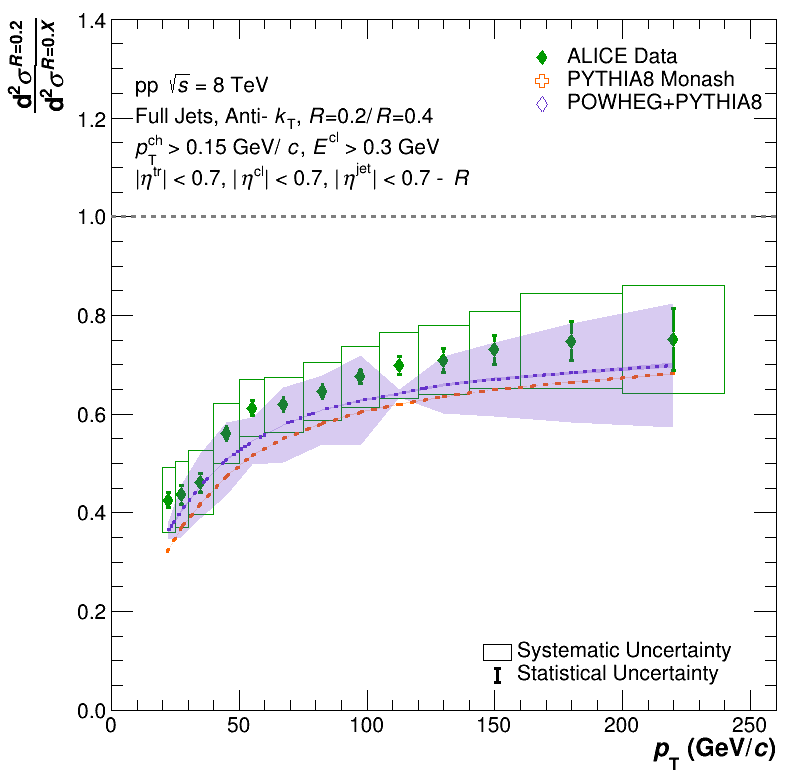 d²σ^R=0.2
d²σ^R=0.X
1.4
1.2
1.0
0.8
0.6
0.4
0.2
0.0
pp √s = 8 TeV
Full Jets, Anti- k_T, R=0.2/ R=0.4
p_T^ch > 0.15 GeV/ c, E^cl > 0.3 GeV
|η^tr| < 0.7, | η^cl| < 0.7, | η^jet| < 0.7 - R
ALICE Data
PYTHIA8 Monash
POWHEG+PYTHIA8
Systematic Uncertainty
Statistical Uncertainty
0 50 100 150 200 250
p_T (GeV/c)